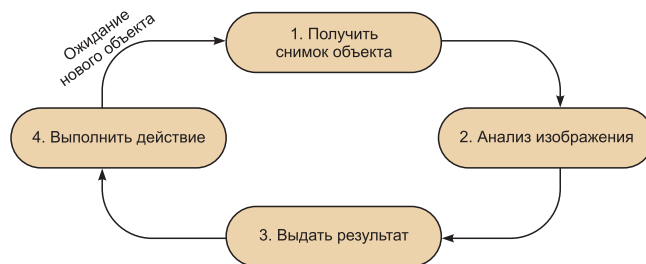 Ожидание
нового объекта
1. Получить
снимок объекта
2. Анализ изображения
3. Выдать результат
4. Выполнить действие